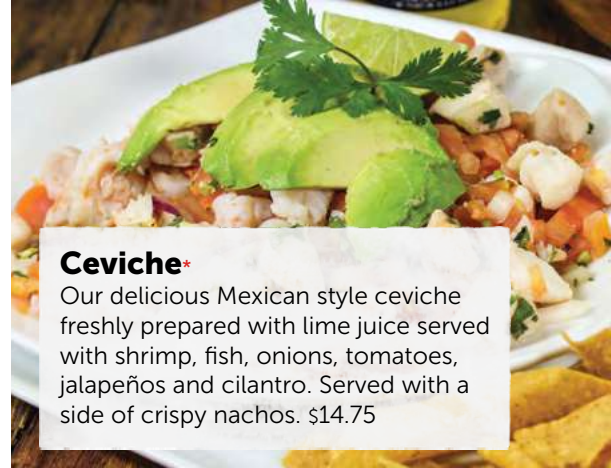 Ceviche*
Our delicious Mexican style ceviche
freshly prepared with lime juice served
with shrimp, fish, onions, tomatoes,
jalapeños and cilantro. Served with a
side of crispy nachos. $14.75